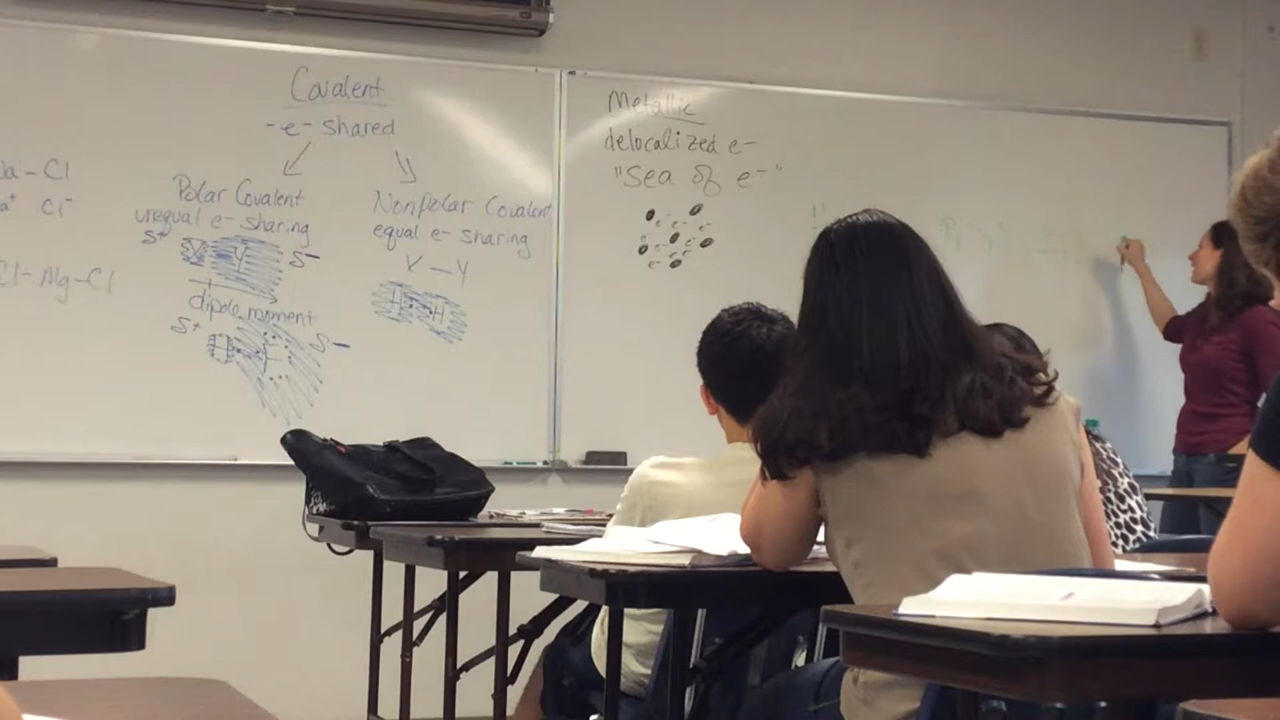 Covalent
-e- shared
Polar Covalent
unequal e- sharing
S+
S-
dipole moment
S+
S-
NonPolar Covalent
equal e- sharing
X-Y
H H
-Cl
Cl-
Cl-Mg-Cl
Metallic
delocalized e-
"Sea of e-"
e- e- e- e- e- e-